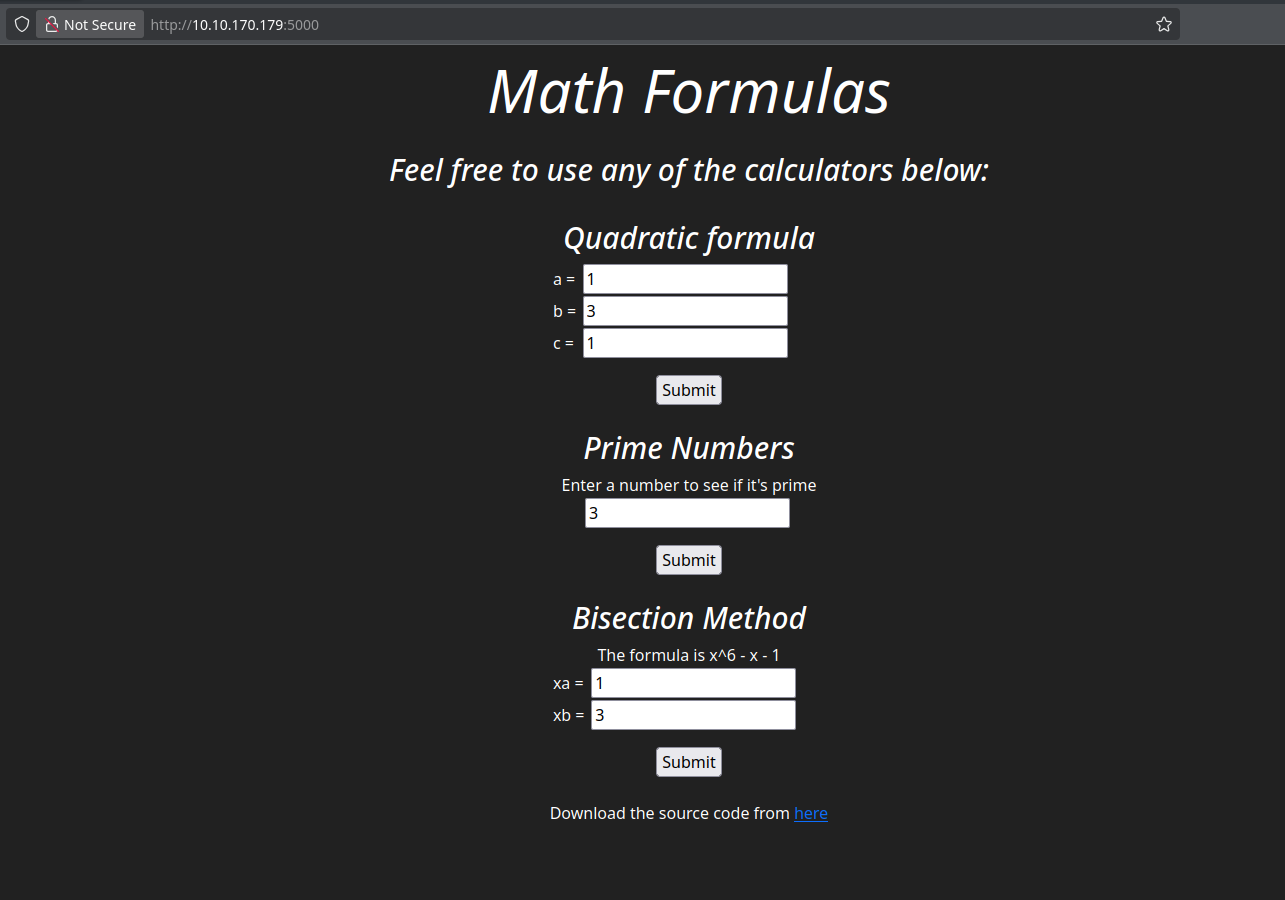 Not Secure http://10.10.170.179:5000
Math Formulas
Feel free to use any of the calculators below:
Quadratic formula
a = 1
b = 3
c = 1
Submit
Prime Numbers
Enter a number to see if it's prime
3
Submit
Bisection Method
The formula is x^6 - x - 1
xa = 1
xb = 3
Submit
Download the source code from here